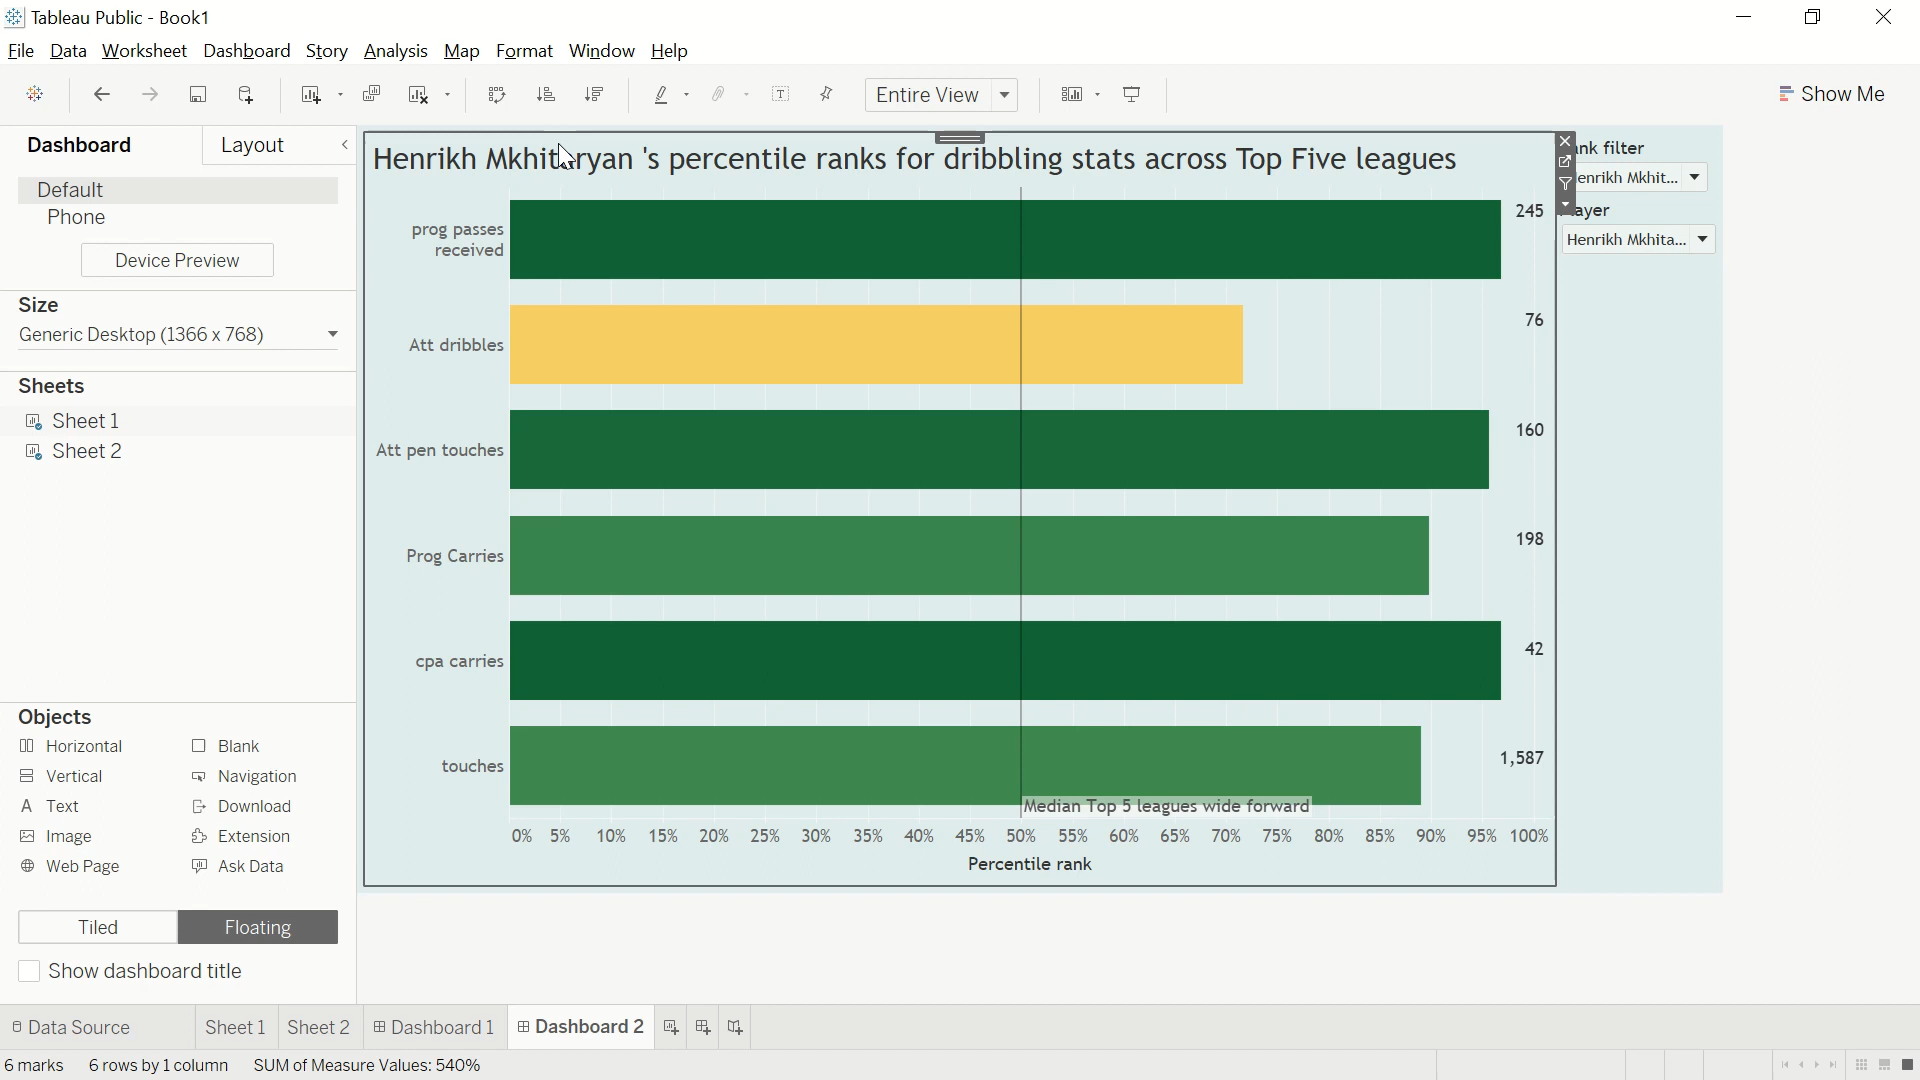 Tableau Public - Book1
File Data Worksheet Dashboard Story Analysis Map Format Window Help
Entire View
Show Me
Dashboard Layout
Default
Phone
Device Preview
Size
Generic Desktop (1366 x 768)
Sheets
Sheet 1
Sheet 2
Objects
Horizontal Blank
Vertical Navigation
A Text Download
Image Extension
Web Page Ask Data
Tiled Floating
Show dashboard title
Henrikh Mkhitaryan 's percentile ranks for dribbling stats across Top Five leagues
prog passes
received
245
Att dribbles
76
Att pen touches
160
Prog Carries
198
cpa carries
42
touches
1,587
Median Top 5 leagues wide forward
0% 5% 10% 15% 20% 25% 30% 35% 40% 45% 50% 55% 60% 65% 70% 75% 80% 85% 90% 95% 100%
Percentile rank
ank filter
enrikh Mkhit...
ayer
Henrikh Mkhita...
Data Source Sheet 1 Sheet 2 Dashboard 1 Dashboard 2
6 marks 6 rows by 1 column SUM of Measure Values: 540%